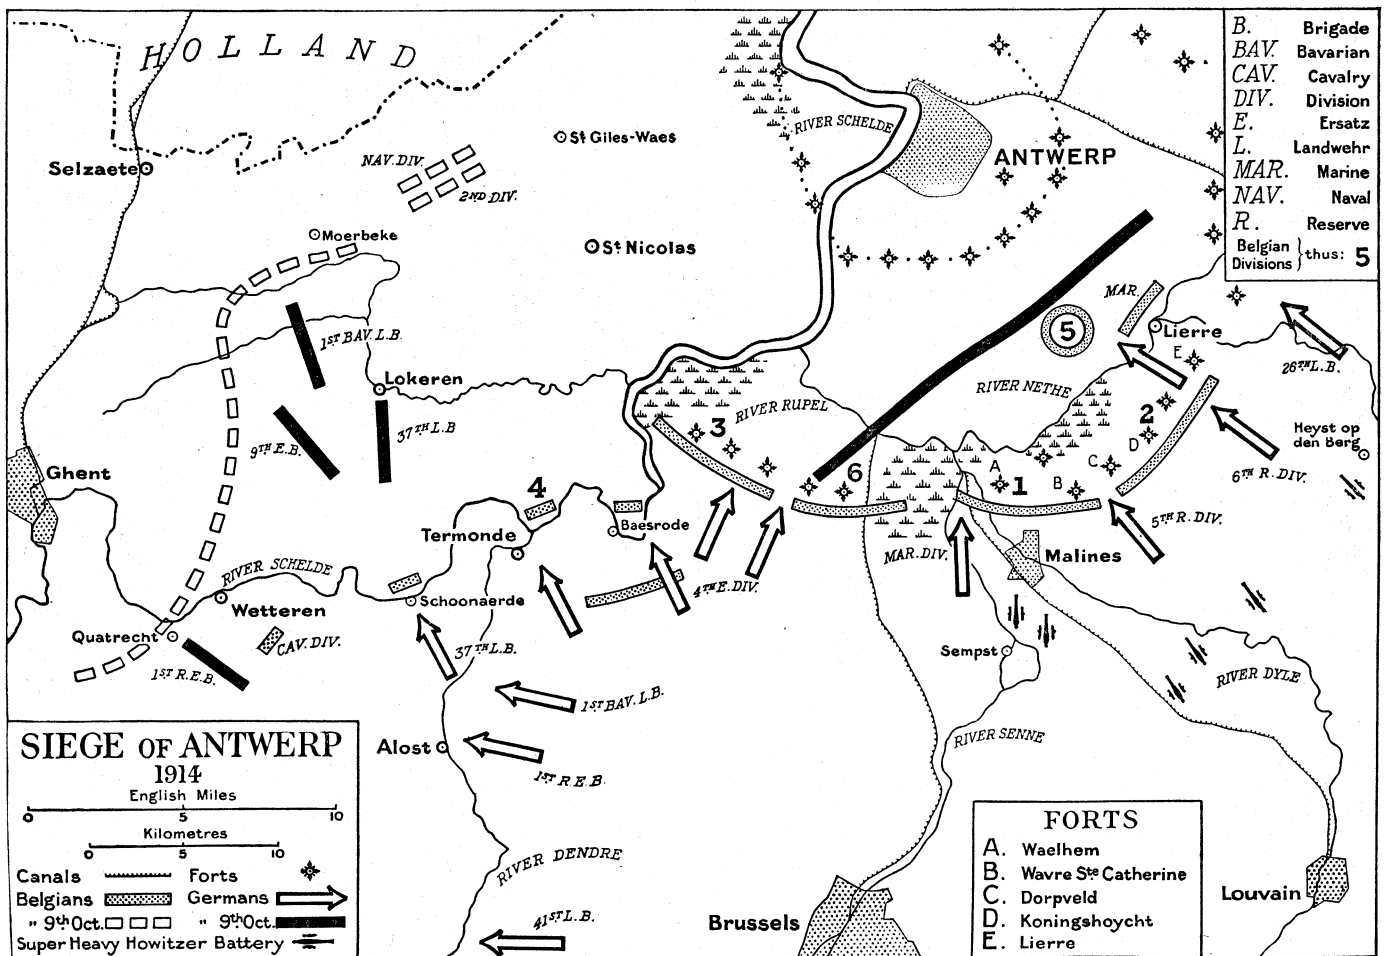 HOLLAND
Selzaete
NAV. DIV.
2ND DIV.
St Giles-Waes
Moerbeke
St. Nicolas
RIVER SCHELDE
ANTWERP
B. Brigade
BAV. Bavarian
CAV. Cavalry
DIV. Division
E. Ersatz
L. Landwehr
MAR. Marine
NAV. Naval
R. Reserve
Belgian
Divisions } thus: 5
1ST BAV. L.B.
Lokeren
37TH L.B
9TH E.B.
Ghent
MAR.
5
Lierre
E
26TH L.B.
RIVER NETHE
RIVER RUPEL
3
2
D
C
Heyst op
den Berg
6TH R. DIV.
6
A
1
B
5TH R. DIV.
4
Termonde
Baesrode
MAR. DIV.
Malines
4TH E. DIV.
RIVER SCHELDE
Wetteren
Schoonaerde
Quatrecht
CAV. DIV.
1ST R.E.B.
37TH L.B.
1ST BAV. L.B.
Sempst
RIVER DYLE
RIVER SENNE
Alost
1ST R.E.B.
RIVER DENDRE
41ST L.B.
Brussels
Louvain
SIEGE OF ANTWERP
1914
English Miles
0 5 10
Kilometres
0 5 10
Canals Forts
Belgians Germans
" 9th Oct. " 9th Oct.
Super Heavy Howitzer Battery
FORTS
A. Waelhem
B. Wavre Ste Catherine
C. Dorpveld
D. Koningshoycht
E. Lierre